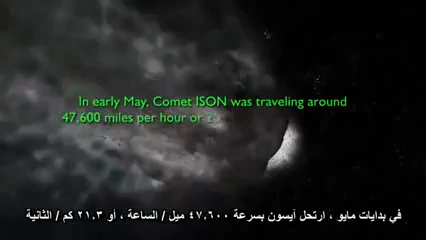 In early May, Comet ISON was traveling around
47,600 miles per hour or
في بدايات مايو ، ارتحل آيسون بسرعة ٤٧,٦٠٠ ميل / الساعة ، أو ٢١.٣ كم / الثانية